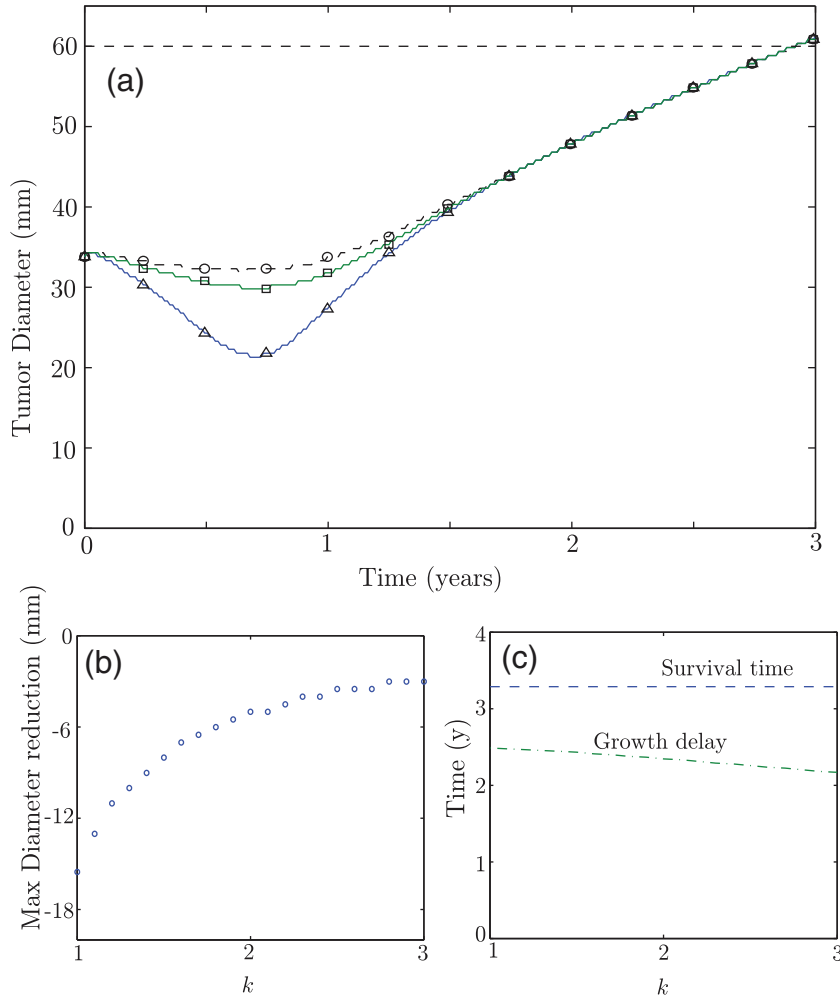 (a)
Tumor Diameter (mm)
60
50
40
30
20
10
0
0
1
2
3
Time (years)
(b)
Max Diameter reduction (mm)
0
-6
-12
-18
1
2
3
k
(c)
Time (y)
4
3
2
1
0
Survival time
Growth delay
1
2
3
k